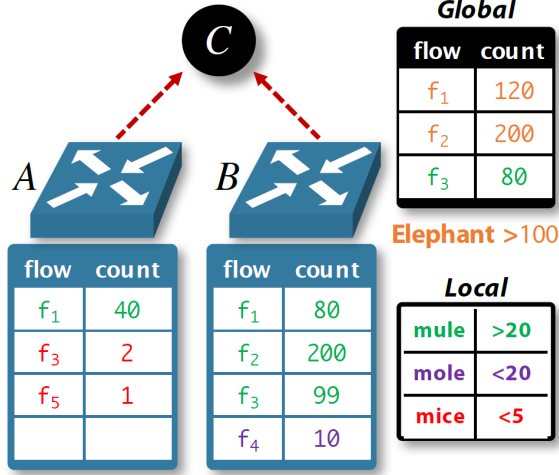 C
A
flow count
f1 40
f3 2
f5 1
B
flow count
f1 80
f2 200
f3 99
f4 10
Global
flow count
f1 120
f2 200
f3 80
Elephant >100
Local
mule >20
mole <20
mice <5